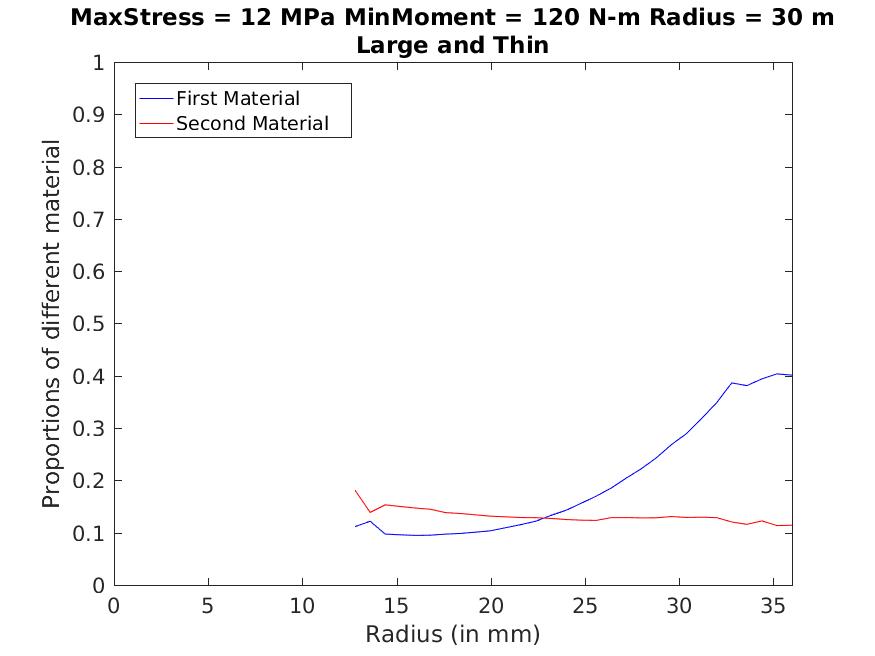 MaxStress = 12 MPa MinMoment = 120 N-m Radius = 30 m
Large and Thin
1
First Material
0.9
Second Material
0.8
0.7
0.6
0.5
0.4
0.3
0.2
0.1
0
Proportions of different material
0 5 10 15 20 25 30 35
Radius (in mm)